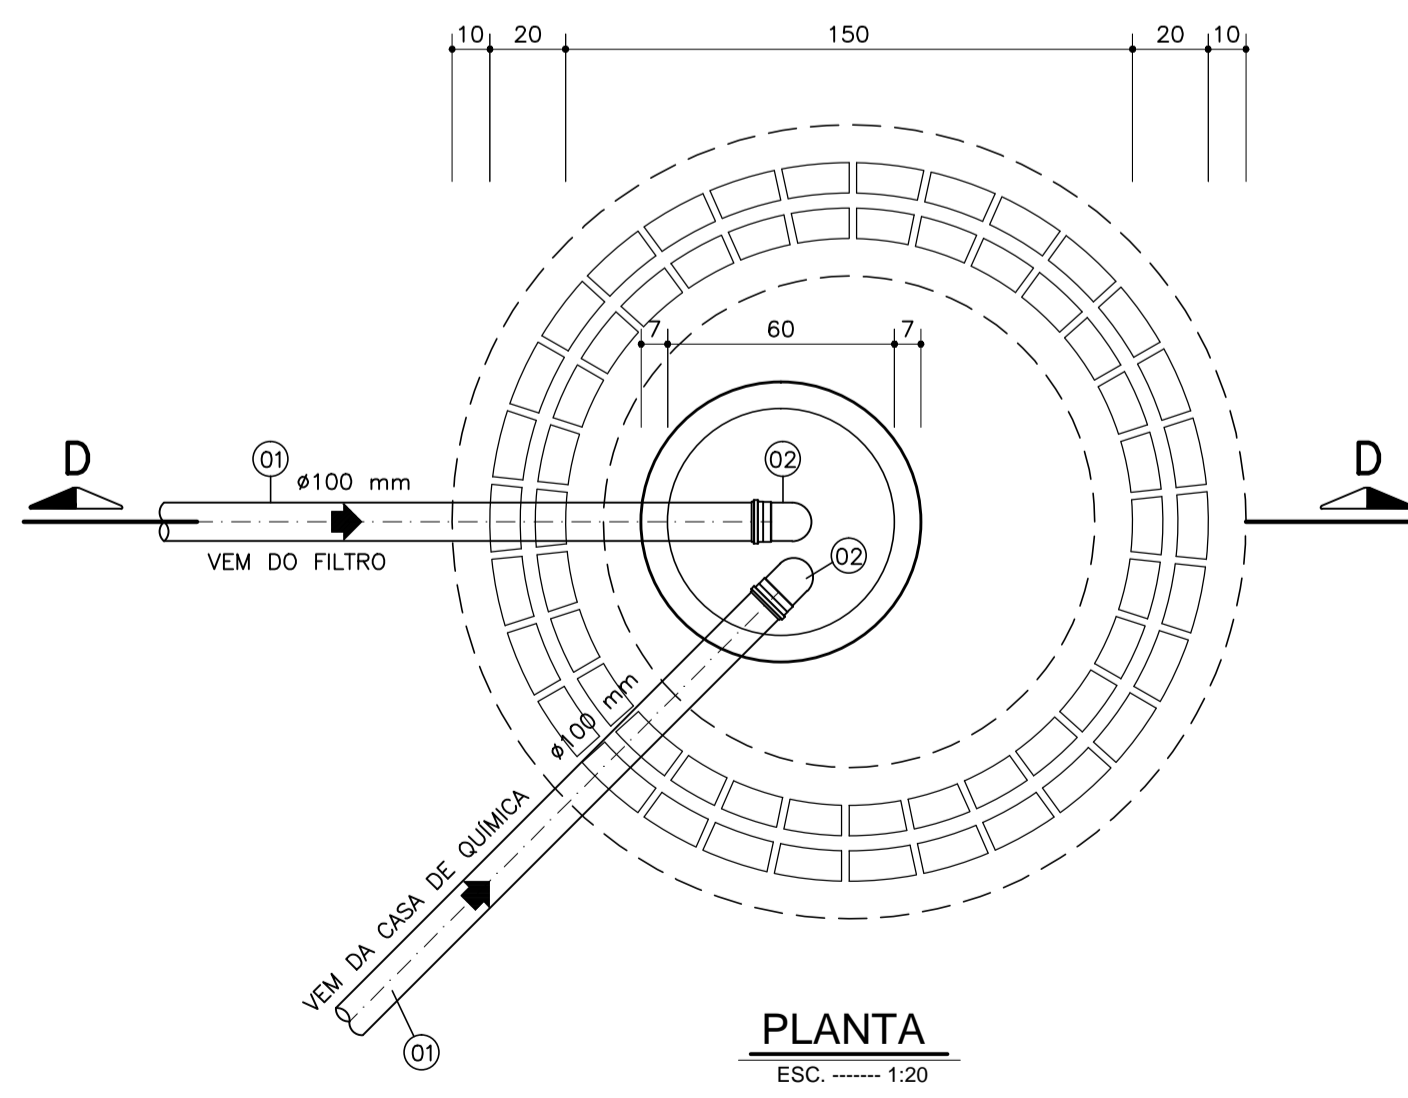 10 20 150 20 10
7 60 7
D
01
ø100 mm
02
D
VEM DO FILTRO
02
ø100 mm
VEM DA CASA DE QUÍMICA
01
PLANTA
ESC. ------- 1:20